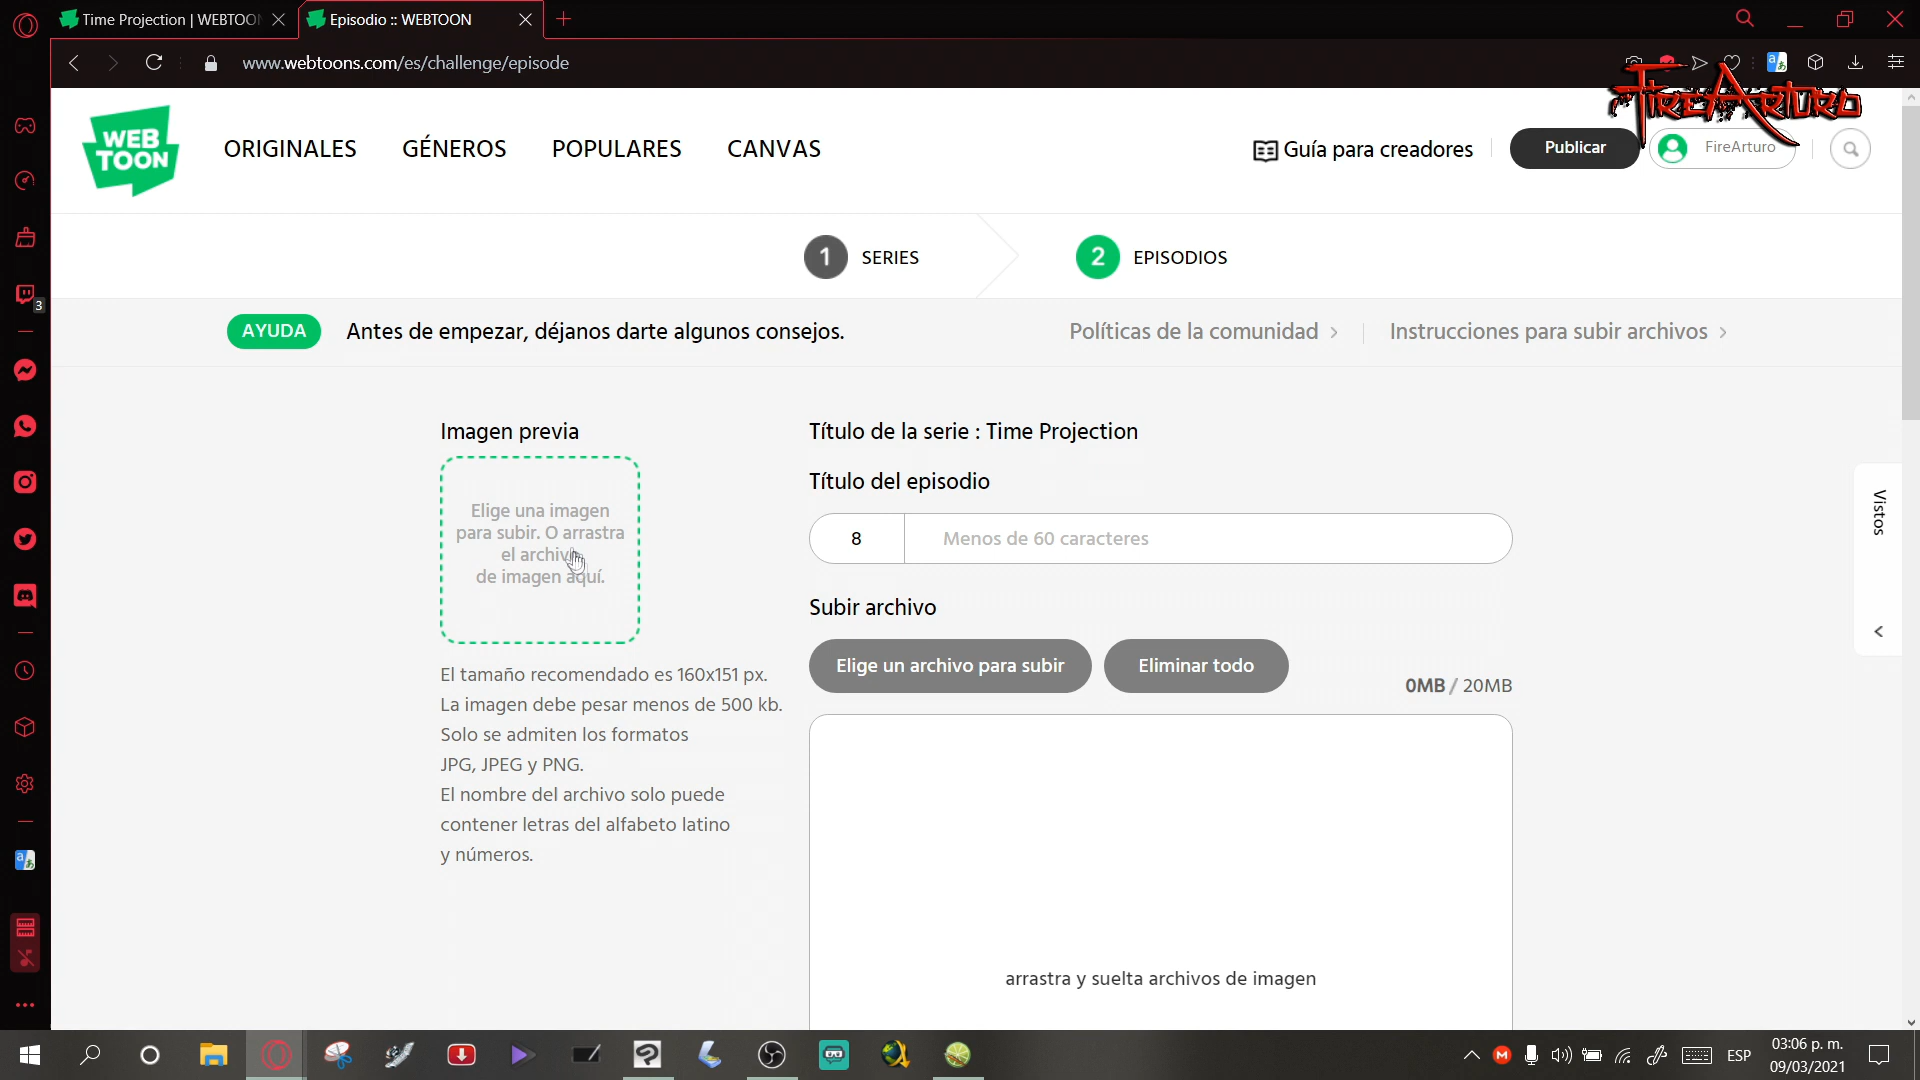 Time Projection | WEBTOO
Episodio :: WEBTOON
www.webtoons.com/es/challenge/episode
FireArturo
WEB
TOON
ORIGINALES
GÉNEROS
POPULARES
CANVAS
Guía para creadores
Publicar
FireArturo
1 SERIES
2 EPISODIOS
3
AYUDA
Antes de empezar, déjanos darte algunos consejos.
Políticas de la comunidad >
Instrucciones para subir archivos >
Imagen previa
Elige una imagen
para subir. O arrastra
el archivo
de imagen aquí.
El tamaño recomendado es 160x151 px.
La imagen debe pesar menos de 500 kb.
Solo se admiten los formatos
JPG, JPEG y PNG.
El nombre del archivo solo puede
contener letras del alfabeto latino
y números.
Título de la serie : Time Projection
Título del episodio
8
Menos de 60 caracteres
Subir archivo
Elige un archivo para subir
Eliminar todo
0MB / 20MB
arrastra y suelta archivos de imagen
Vistos
ESP
03:06 p. m.
09/03/2021